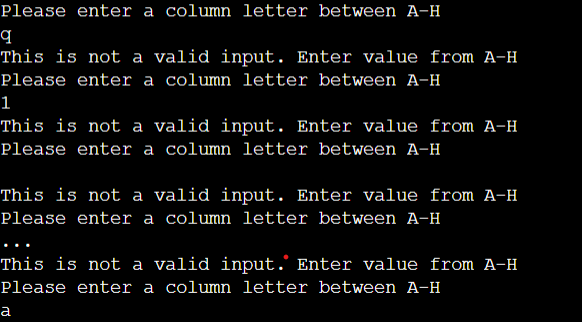 Please enter a column letter between A-H
q
This is not a valid input. Enter value from A-H
Please enter a column letter between A-H
1
This is not a valid input. Enter value from A-H
Please enter a column letter between A-H
This is not a valid input. Enter value from A-H
Please enter a column letter between A-H
...
This is not a valid input. Enter value from A-H
Please enter a column letter between A-H
a